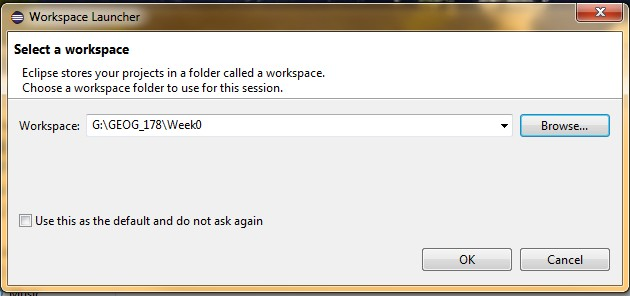 Workspace Launcher
Select a workspace
Eclipse stores your projects in a folder called a workspace.
Choose a workspace folder to use for this session.
Workspace: G:\GEOG_178\Week0 Browse...
Use this as the default and do not ask again
OK Cancel